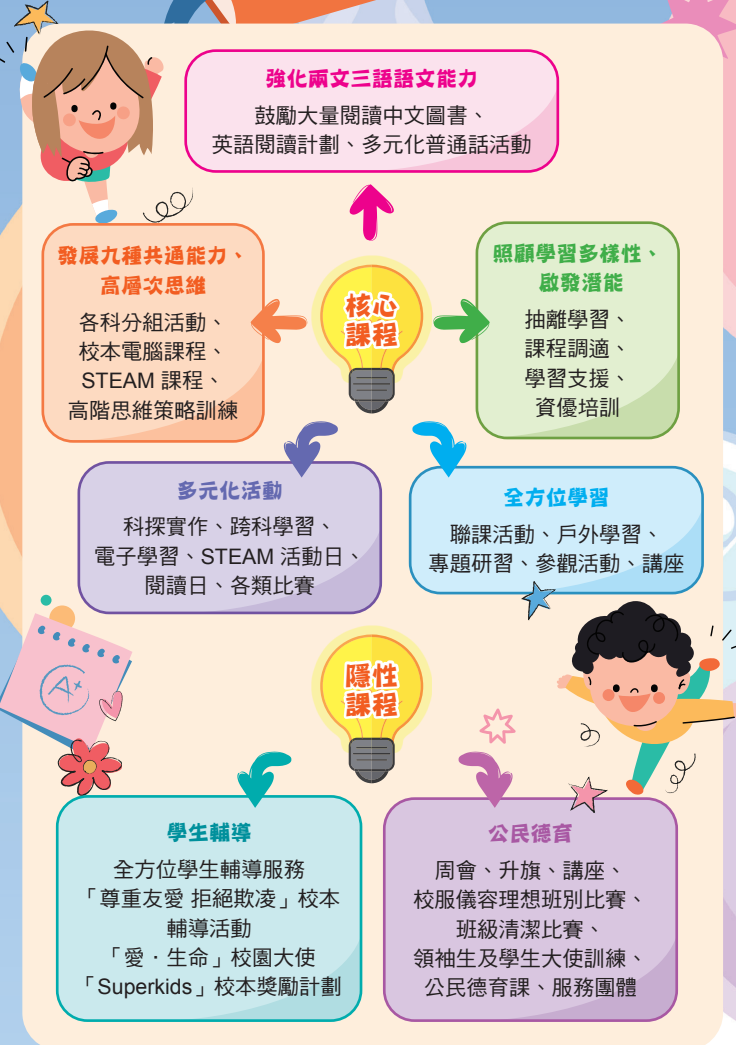 強化兩文三語語文能力
鼓勵大量閱讀中文圖書、
英語閱讀計劃、多元化普通話活動
發展九種共通能力、
高層次思維
各科分組活動、
校本電腦課程、
STEAM 課程、
高階思維策略訓練
核心
課程
照顧學習多樣性、
啟發潛能
抽離學習、
課程調適、
學習支援、
資優培訓
多元化活動
科探實作、跨科學習、
電子學習、STEAM 活動日、
閱讀日、各類比賽
全方位學習
聯課活動、戶外學習、
專題研習、參觀活動、講座
A+
隱性
課程
學生輔導
全方位學生輔導服務
「尊重友愛 拒絕欺凌」校本
輔導活動
「愛．生命」校園大使
「Superkids」校本獎勵計劃
公民德育
周會、升旗、講座、
校服儀容理想班別比賽、
班級清潔比賽、
領袖生及學生大使訓練、
公民德育課、服務團體